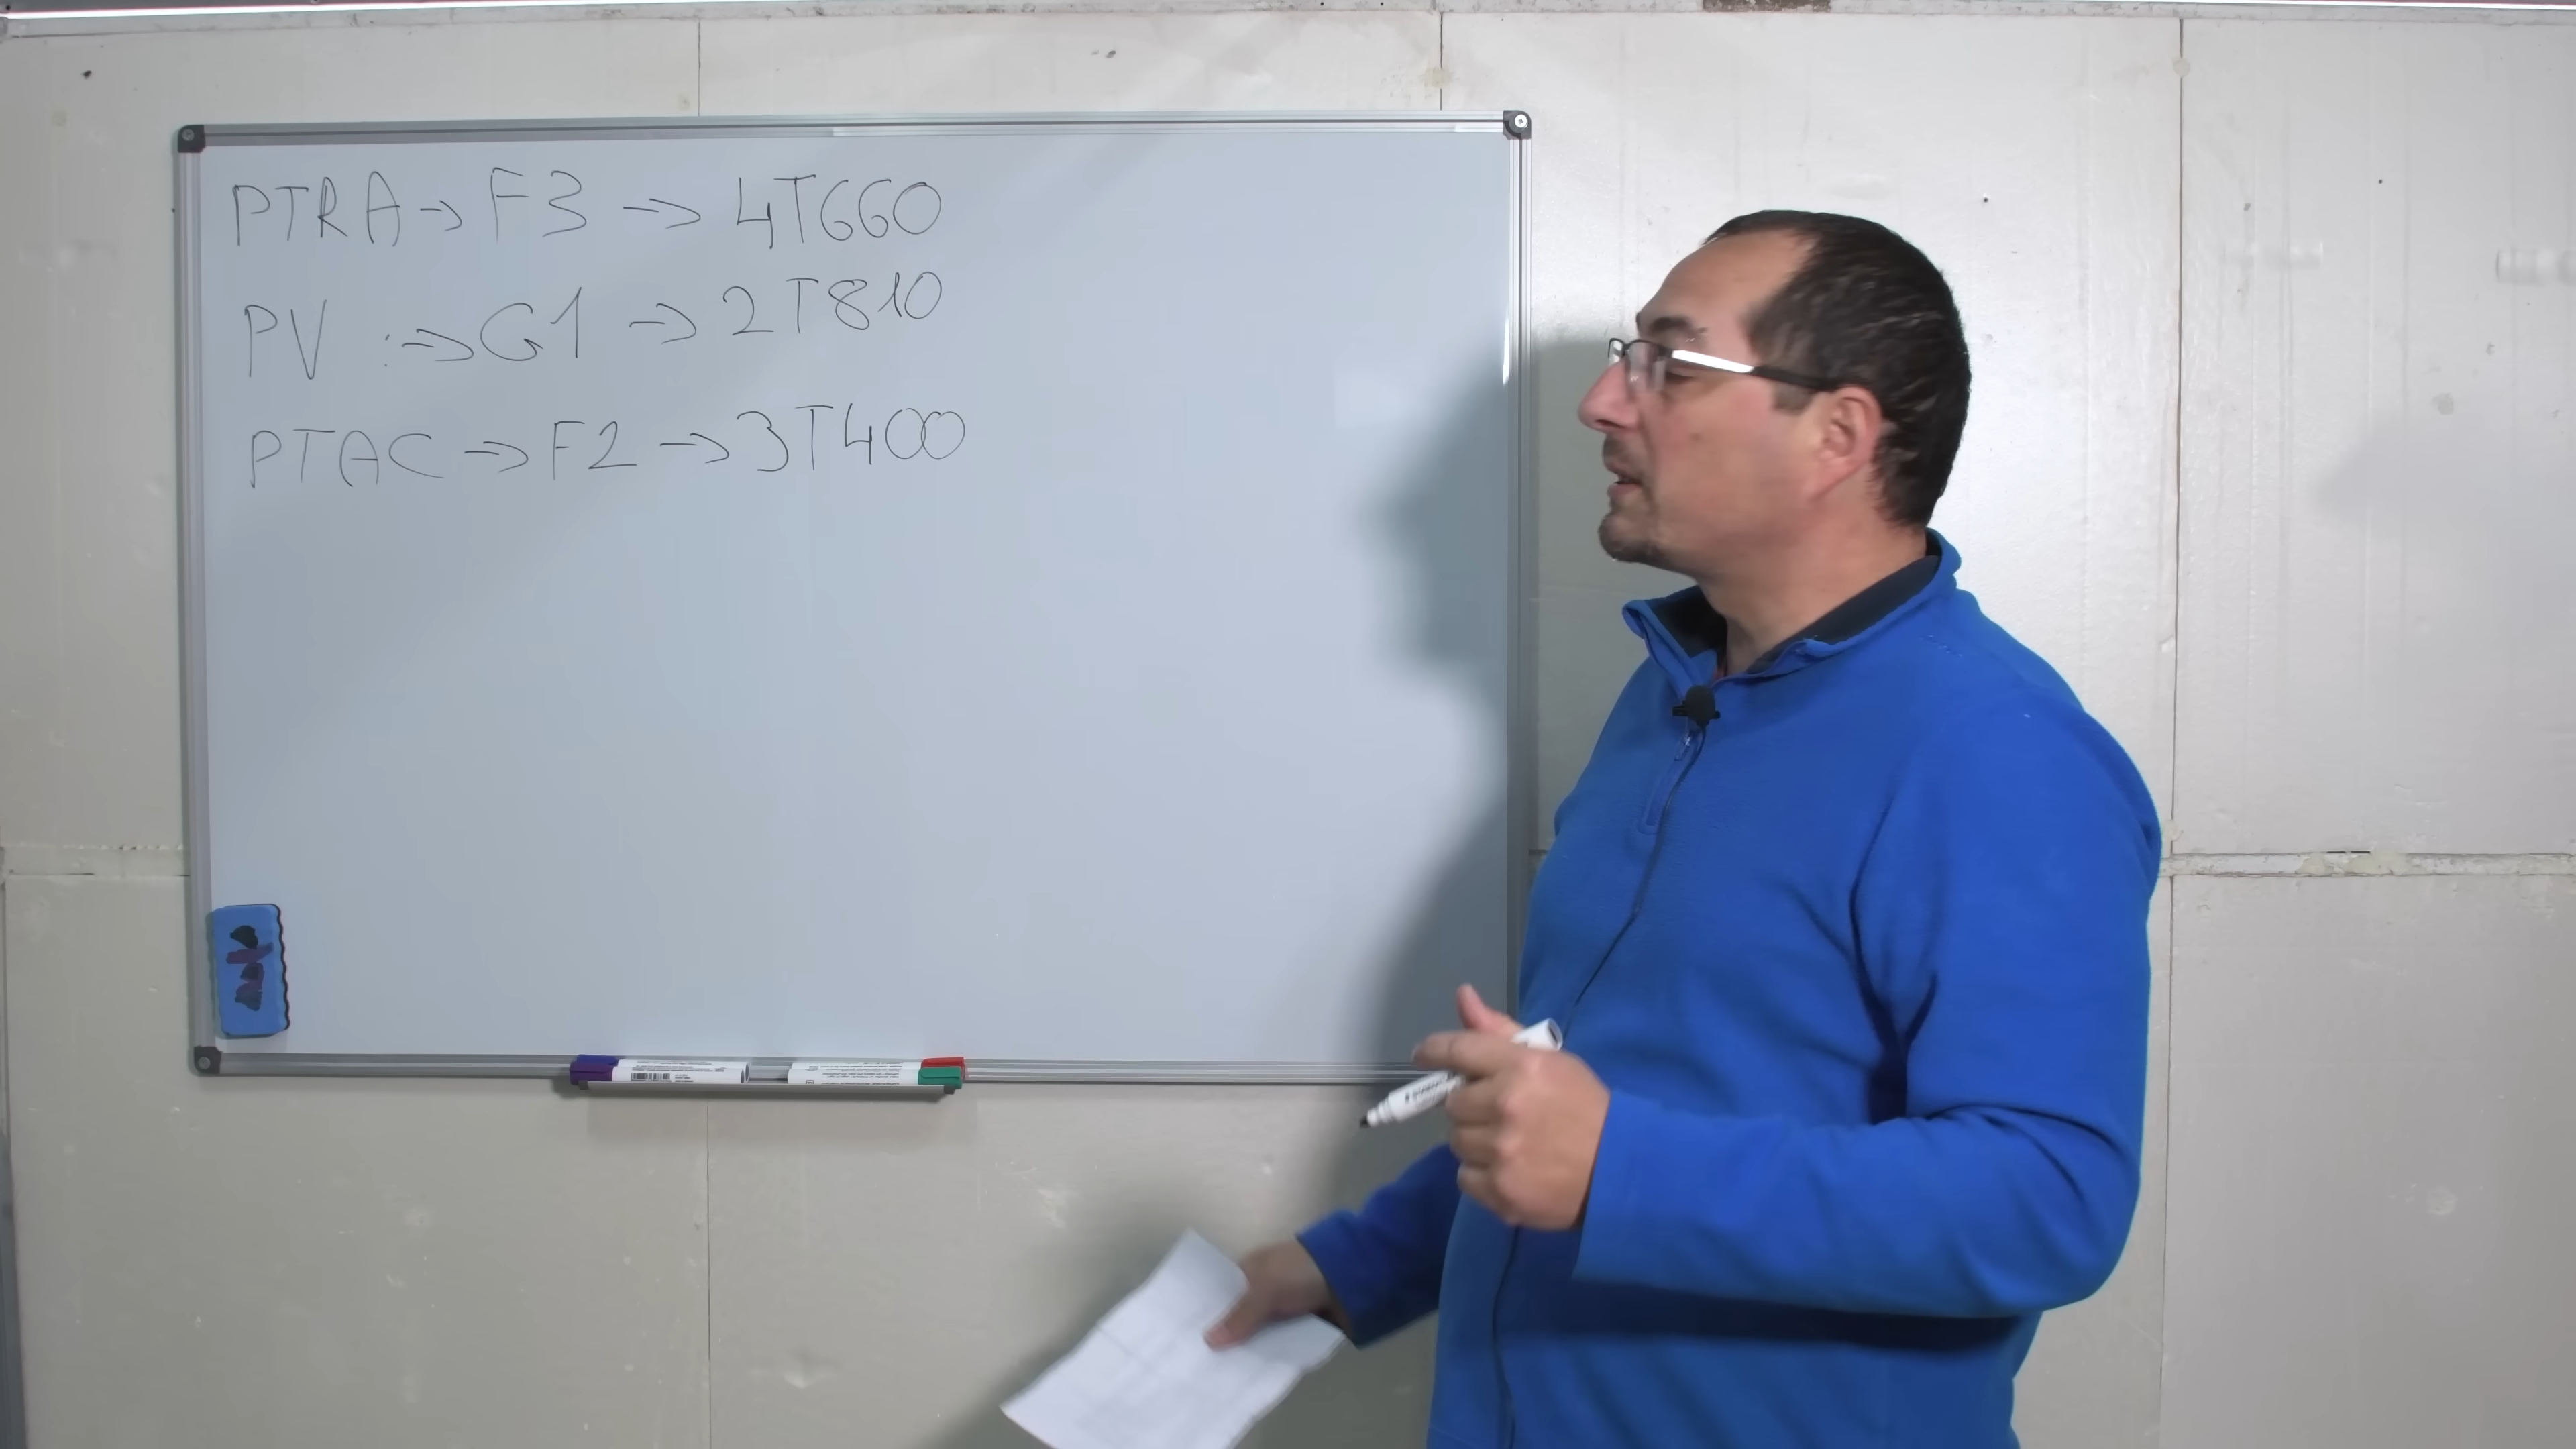 PTRA → F3 → 4T660
PV :→ G1 → 2T810
PTAC → F2 → 3T400